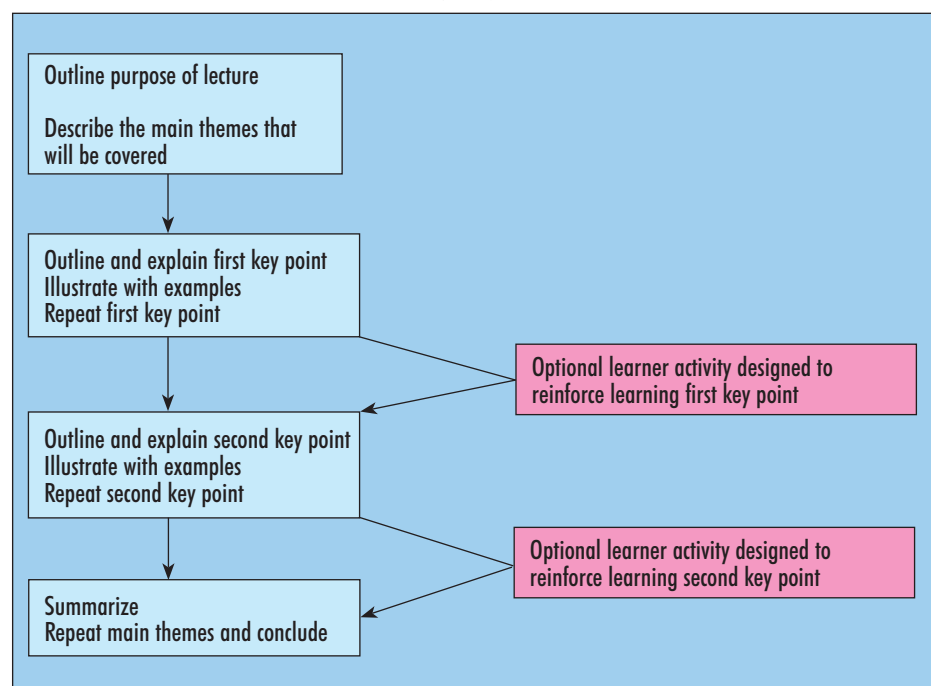 Outline purpose of lecture
Describe the main themes that
will be covered
Outline and explain first key point
Illustrate with examples
Repeat first key point
Optional learner activity designed to
reinforce learning first key point
Outline and explain second key point
Illustrate with examples
Repeat second key point
Optional learner activity designed to
reinforce learning second key point
Summarize
Repeat main themes and conclude